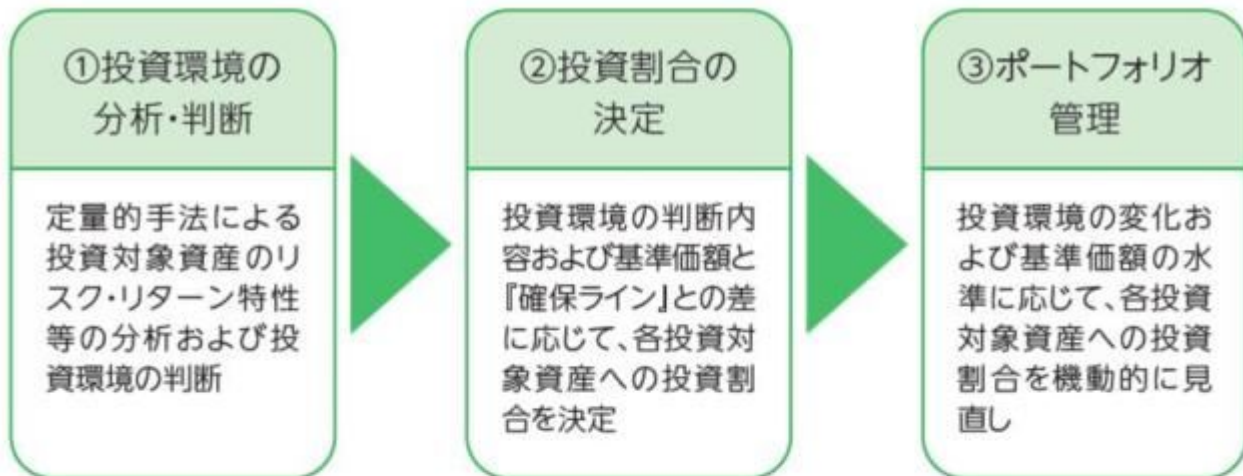 ①投資環境の
分析・判断
定量的手法による
投資対象資産のリ
スク・リターン特性
等の分析および投
資環境の判断
②投資割合の
決定
投資環境の判断内
容および基準価額と
『確保ライン』との差
に応じて、各投資対
象資産への投資割
合を決定
③ポートフォリオ
管理
投資環境の変化お
よび基準価額の水
準に応じて、各投資
対象資産への投資
割合を機動的に見
直し